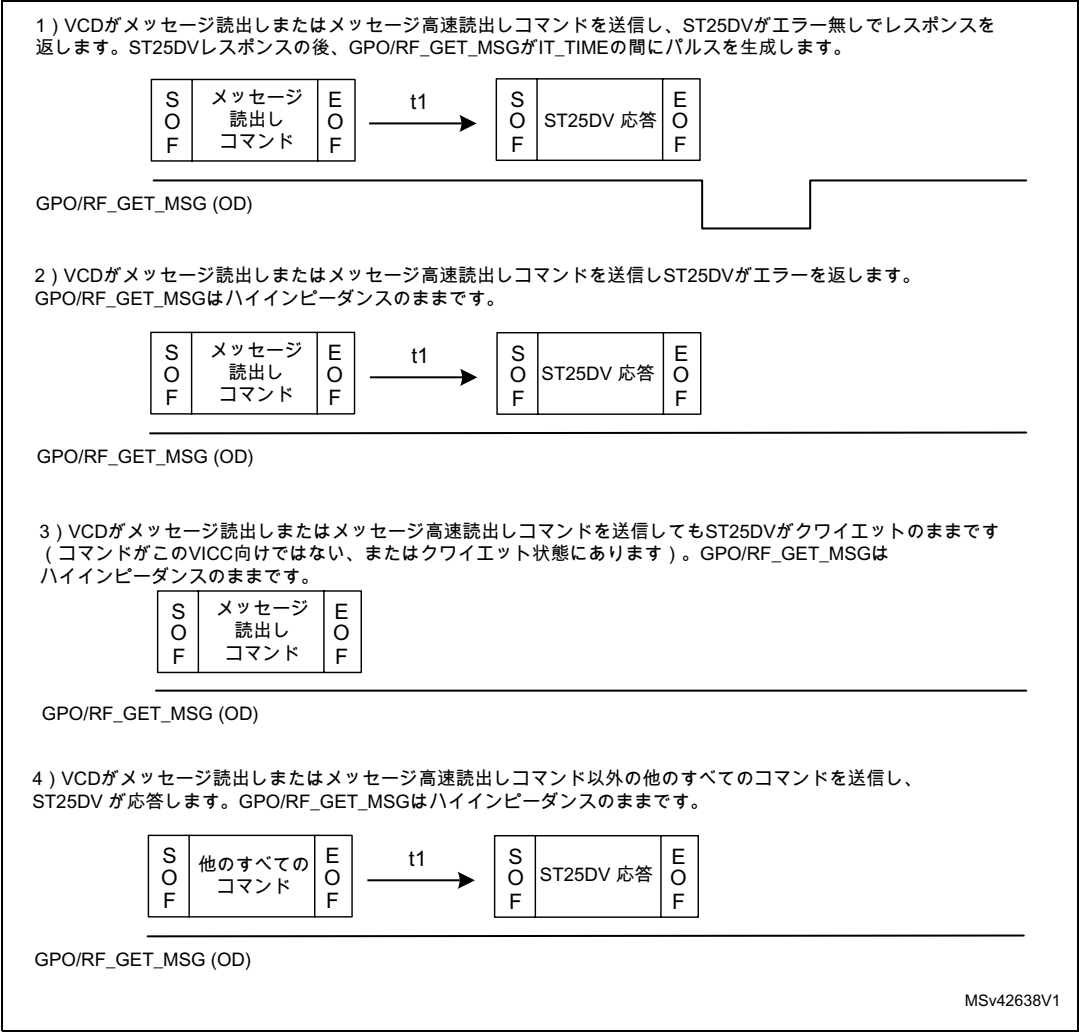 1）VCDがメッセージ読出しまたはメッセージ高速読出しコマンドを送信し、ST25DVがエラー無しでレスポンスを
返します。ST25DVレスポンスの後、GPO/RF_GET_MSGがIT_TIMEの間にパルスを生成します。
SOF
メッセージ
読出し
コマンド
EOF
t1
SOF
ST25DV 応答
EOF
GPO/RF_GET_MSG (OD)
2）VCDがメッセージ読出しまたはメッセージ高速読出しコマンドを送信しST25DVがエラーを返します。
GPO/RF_GET_MSGはハイインピーダンスのままです。
SOF
メッセージ
読出し
コマンド
EOF
t1
SOF
ST25DV 応答
EOF
GPO/RF_GET_MSG (OD)
3）VCDがメッセージ読出しまたはメッセージ高速読出しコマンドを送信してもST25DVがクワイエットのままです
（コマンドがこのVICC向けではない、またはクワイエット状態にあります）。GPO/RF_GET_MSGは
ハイインピーダンスのままです。
SOF
メッセージ
読出し
コマンド
EOF
GPO/RF_GET_MSG (OD)
4）VCDがメッセージ読出しまたはメッセージ高速読出しコマンド以外の他のすべてのコマンドを送信し、
ST25DV が応答します。GPO/RF_GET_MSGはハイインピーダンスのままです。
SOF
他のすべての
コマンド
EOF
t1
SOF
ST25DV 応答
EOF
GPO/RF_GET_MSG (OD)
MSv42638V1